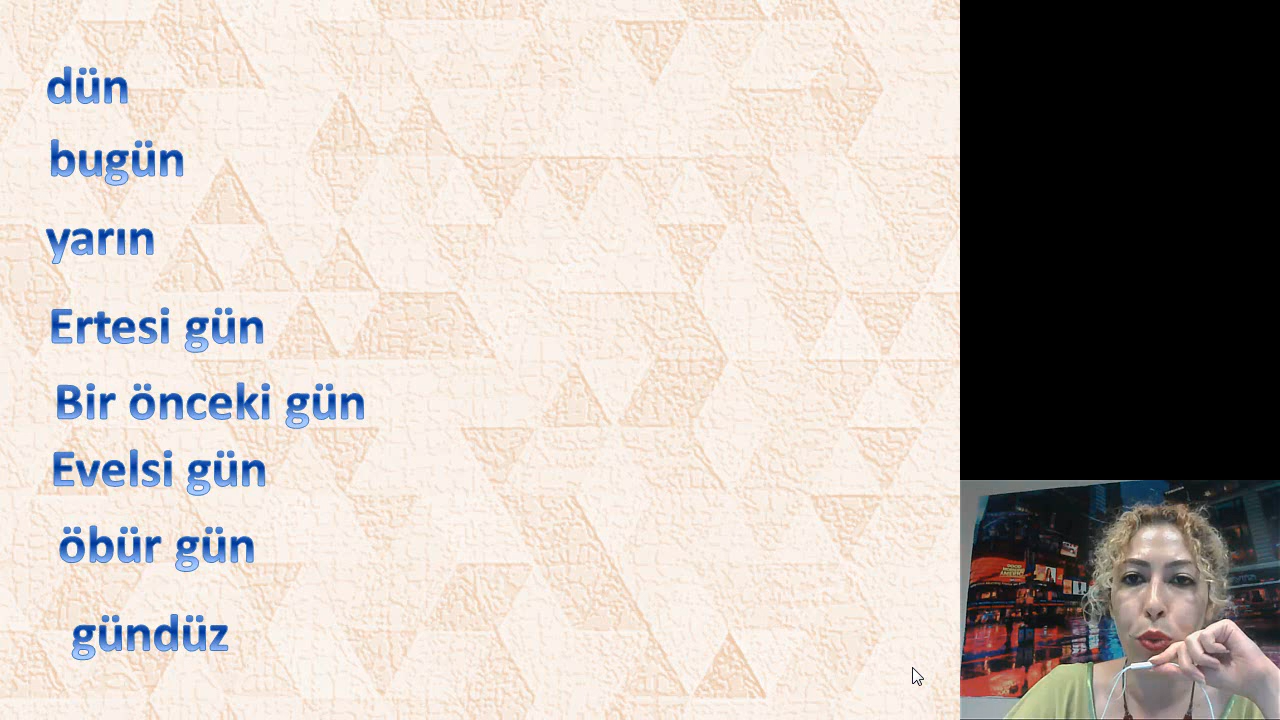 dün
bugün
yarın
Ertesi gün
Bir önceki gün
Evelsi gün
öbür gün
gündüz